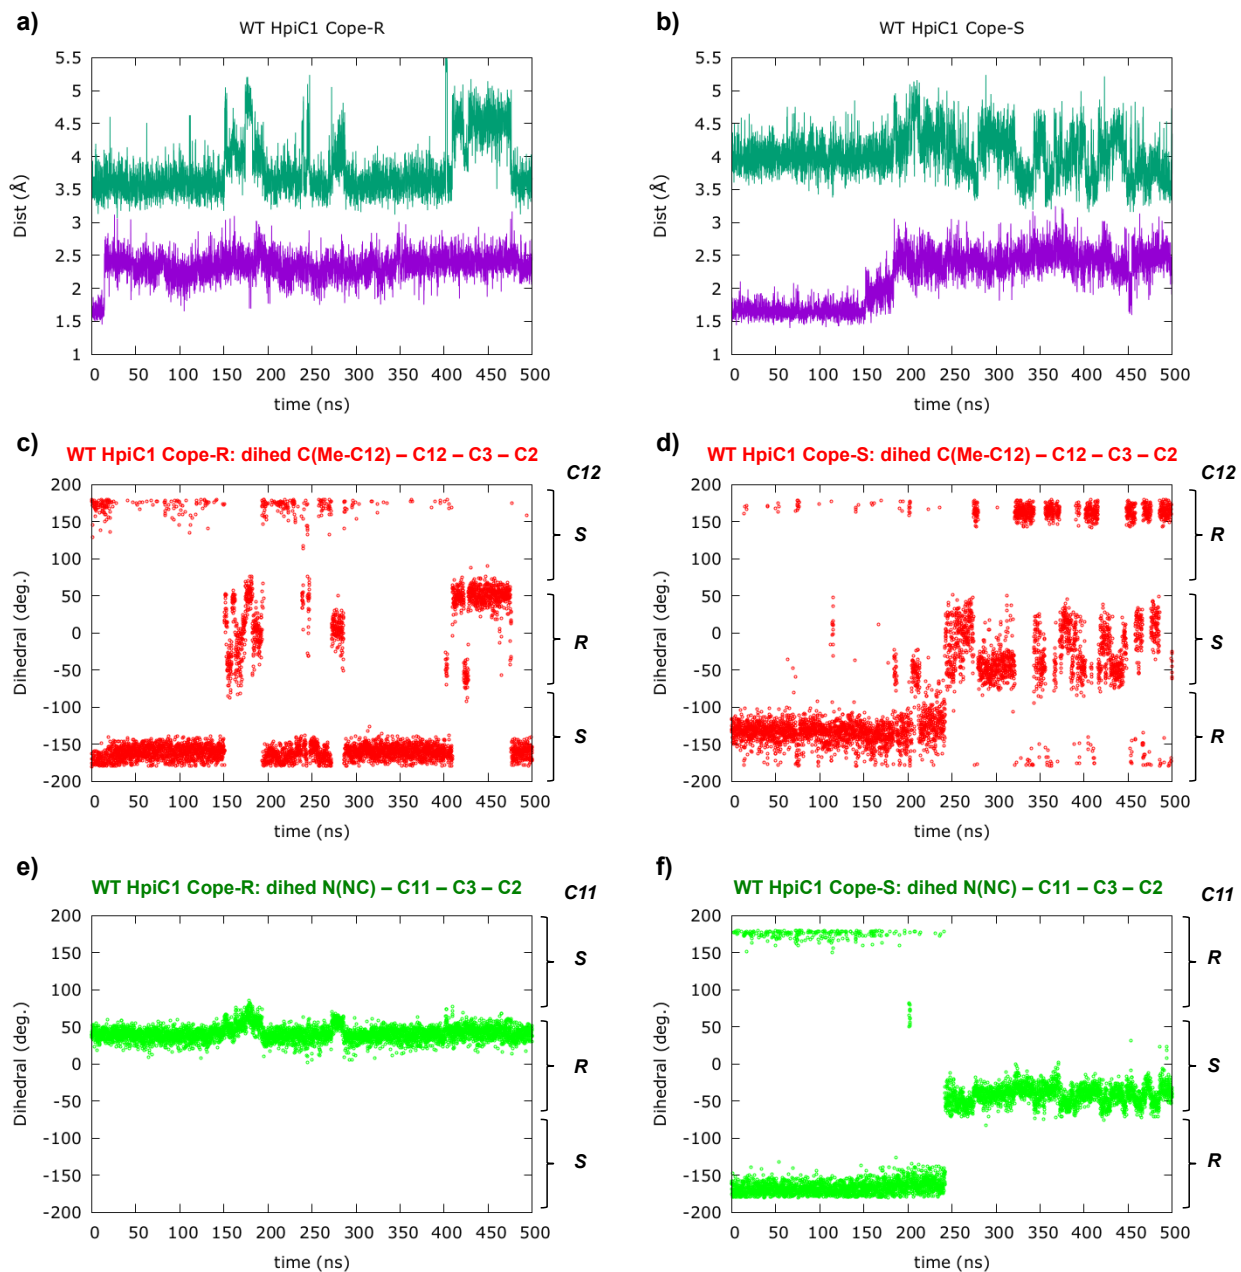 a)
WT HpiC1 Cope-R
5.5
5
4.5
4
3.5
3
2.5
2
1.5
1
Dist (Å)
0 50 100 150 200 250 300 350 400 450 500
time (ns)
b)
WT HpiC1 Cope-S
5.5
5
4.5
4
3.5
3
2.5
2
1.5
1
Dist (Å)
0 50 100 150 200 250 300 350 400 450 500
time (ns)
c)
WT HpiC1 Cope-R: dihed C(Me-C12) – C12 – C3 – C2
C12
200
150
100
50
0
-50
-100
-150
-200
Dihedral (deg.)
S
R
S
0 50 100 150 200 250 300 350 400 450 500
time (ns)
d)
WT HpiC1 Cope-S: dihed C(Me-C12) – C12 – C3 – C2
C12
200
150
100
50
0
-50
-100
-150
-200
Dihedral (deg.)
R
S
R
0 50 100 150 200 250 300 350 400 450 500
time (ns)
e)
WT HpiC1 Cope-R: dihed N(NC) – C11 – C3 – C2
C11
200
150
100
50
0
-50
-100
-150
-200
Dihedral (deg.)
S
R
S
0 50 100 150 200 250 300 350 400 450 500
time (ns)
f)
WT HpiC1 Cope-S: dihed N(NC) – C11 – C3 – C2
C11
200
150
100
50
0
-50
-100
-150
-200
Dihedral (deg.)
R
S
R
0 50 100 150 200 250 300 350 400 450 500
time (ns)